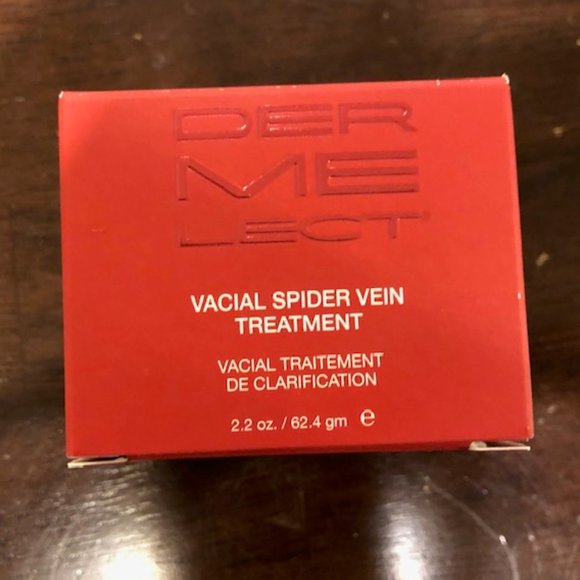 DER
ME
LECT
VACIAL SPIDER VEIN
TREATMENT
VACIAL TRAITEMENT
DE CLARIFICATION
2.2 oz. / 62.4 gm ℮